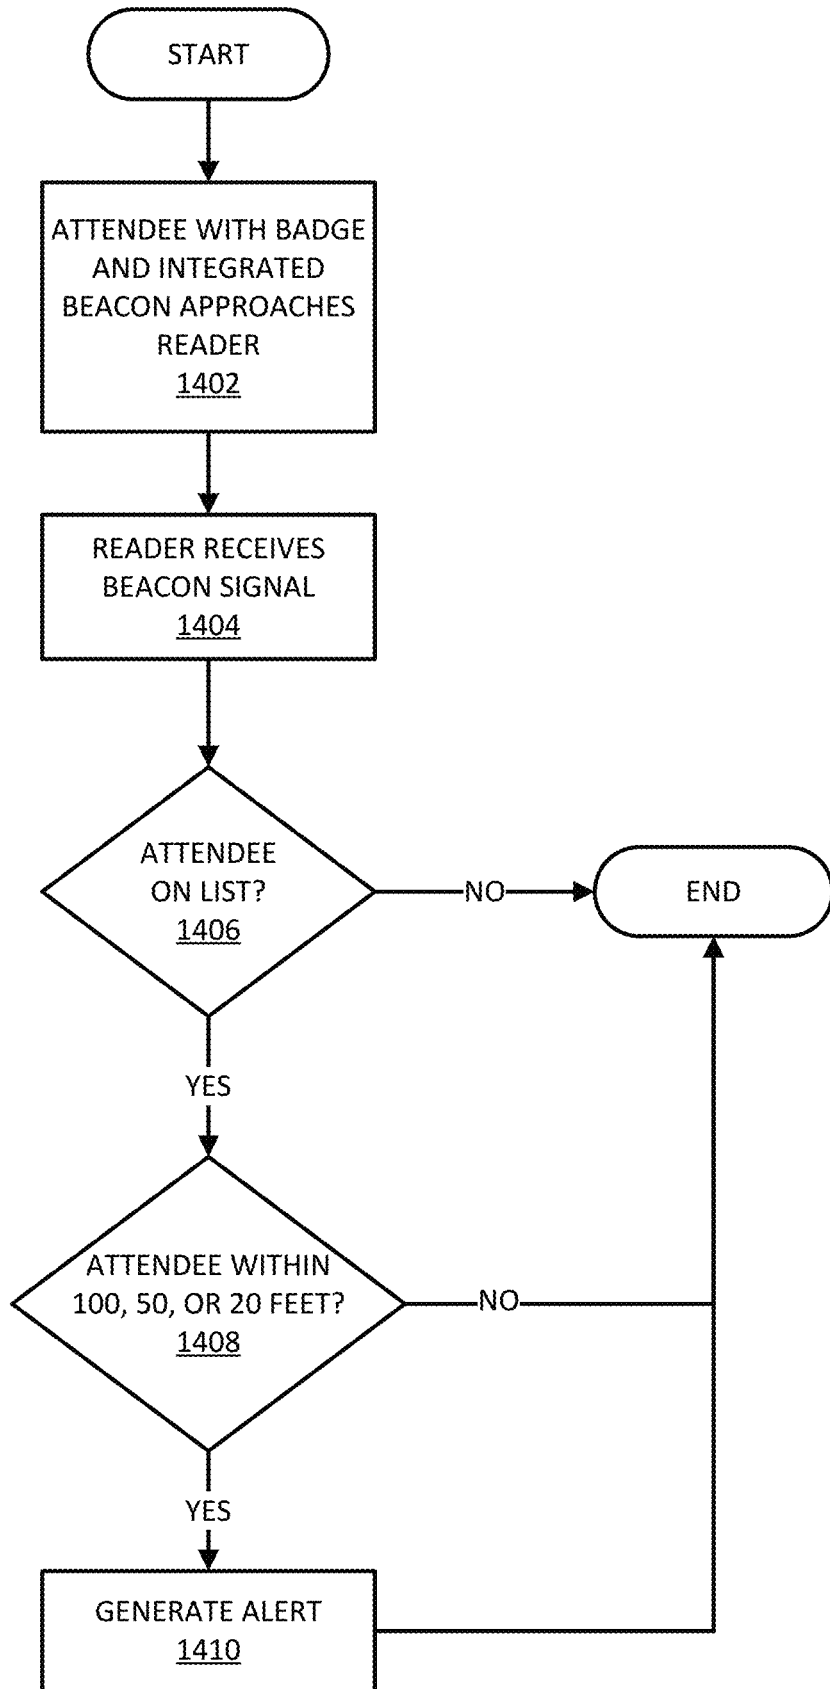 START
ATTENDEE WITH BADGE
AND INTEGRATED
BEACON APPROACHES
READER
1402
READER RECEIVES
BEACON SIGNAL
1404
ATTENDEE
ON LIST?
1406
NO
END
YES
ATTENDEE WITHIN
100, 50, OR 20 FEET?
1408
NO
YES
GENERATE ALERT
1410